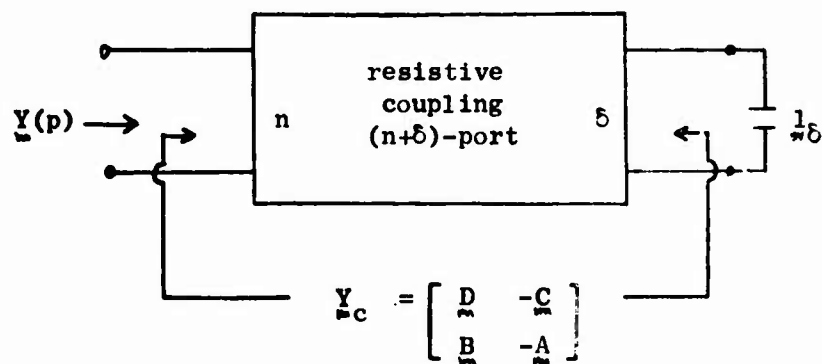 resistive
coupling
(n+δ)-port
n
δ
Y(p)
1δ
Yc = [ D -C
B -A ]